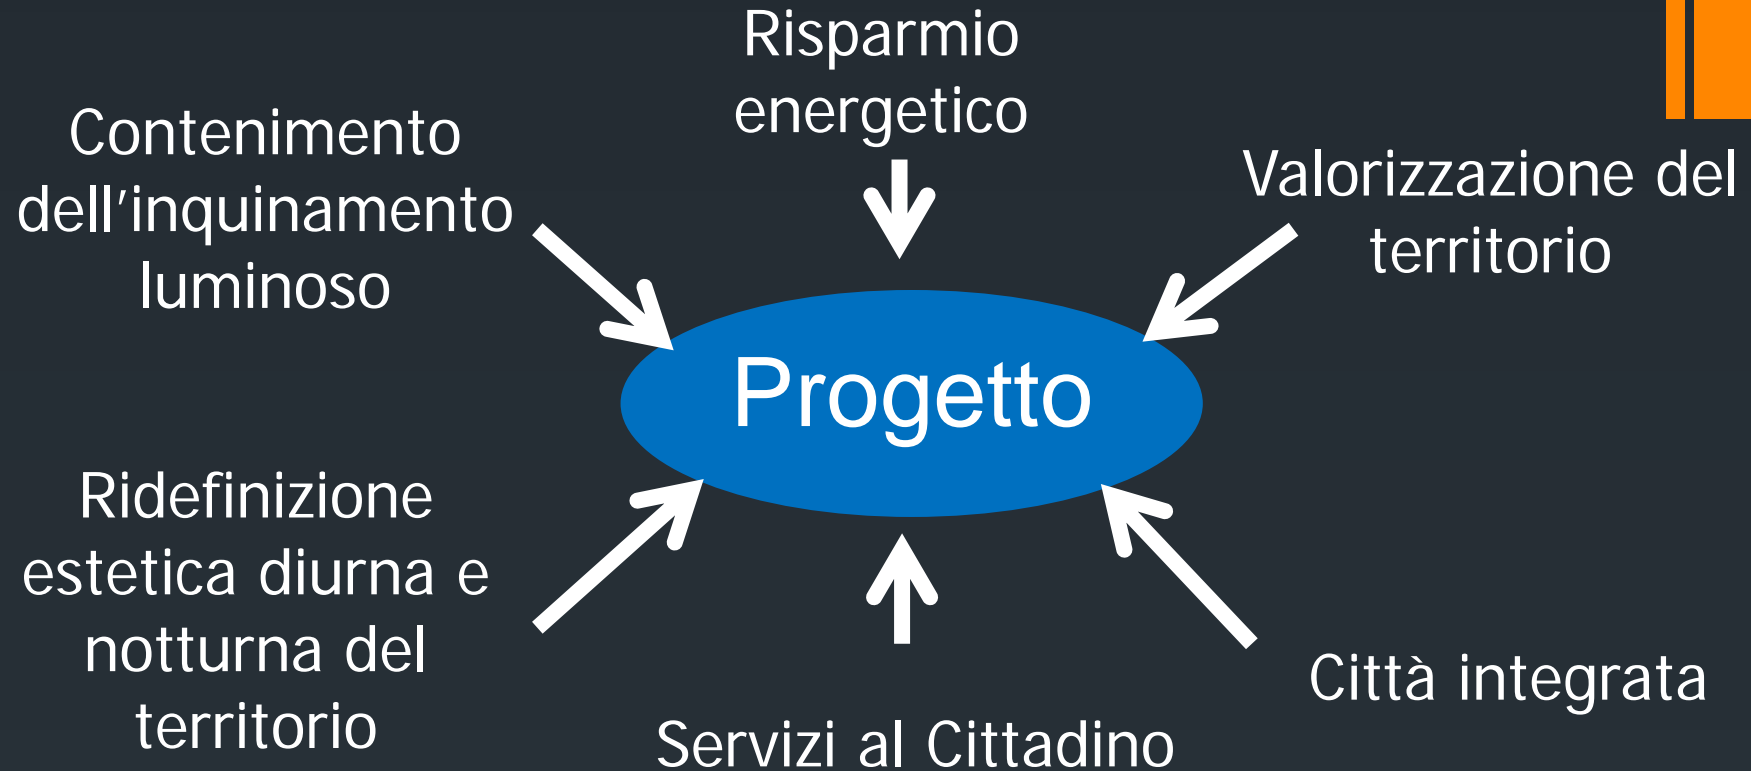 Risparmio
energetico
Contenimento
dell'inquinamento
luminoso
Valorizzazione del
territorio
Progetto
Ridefinizione
estetica diurna e
notturna del
territorio
Servizi al Cittadino
Città integrata